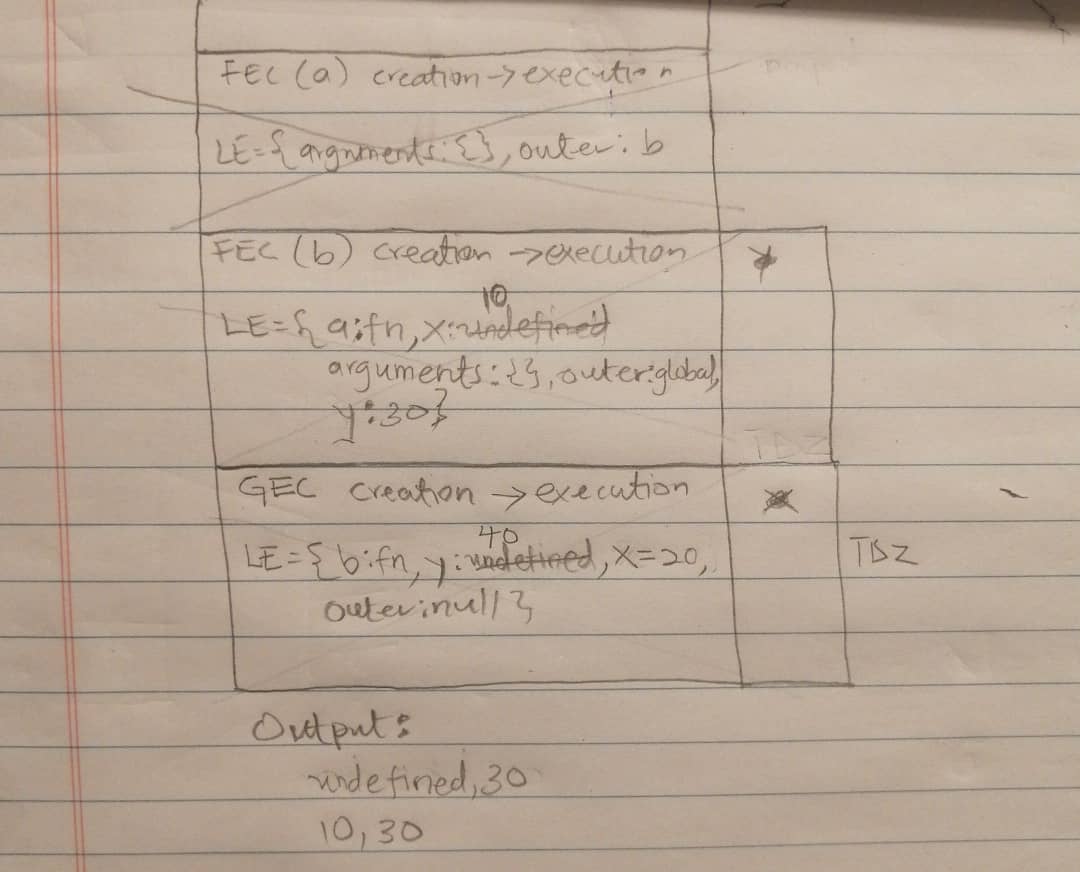 FEC (a) creation -> execution
LE={ arguments: {}, outer: b
FEC (b) creation -> execution
10
LE={ a:fn, x: undefined
arguments: {}, outer:global,
y:30}
TDZ
GEC creation -> execution
40
LE={ b:fn, y: undefined, x=20,
TDZ
outer:null}
Output:
undefined, 30
10, 30